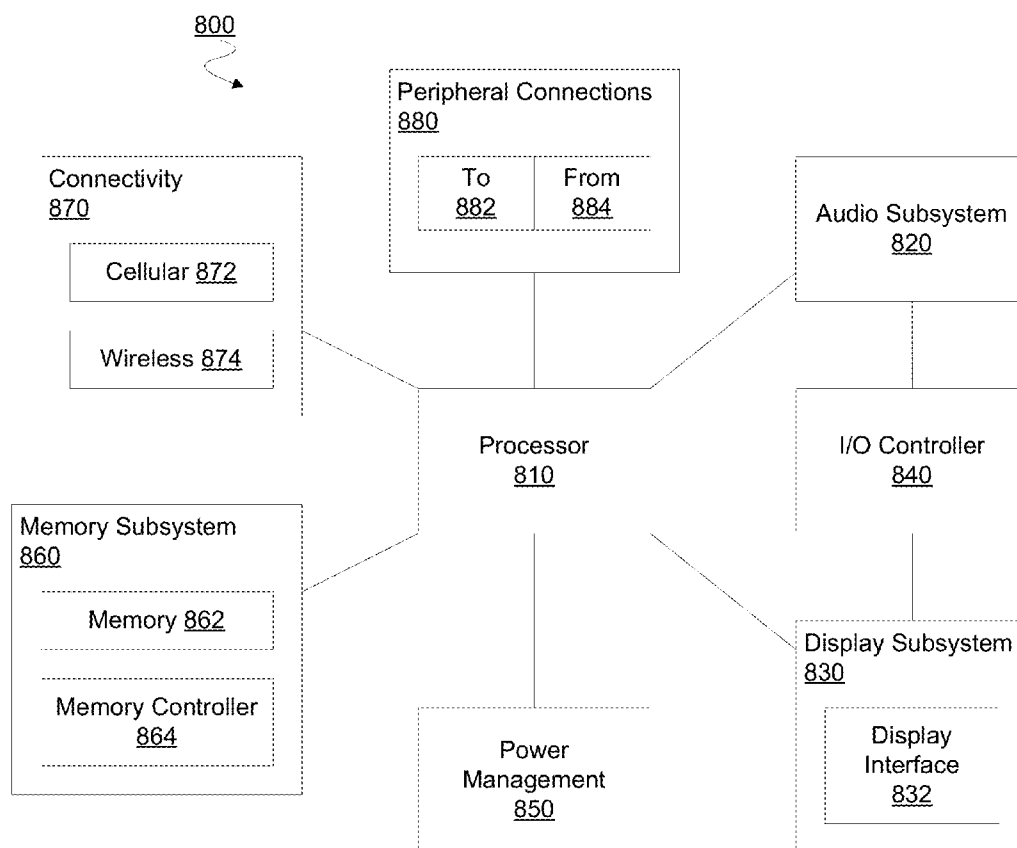 800
Peripheral Connections
880
To
882
From
884
Connectivity
870
Cellular 872
Wireless 874
Audio Subsystem
820
Processor
810
I/O Controller
840
Memory Subsystem
860
Memory 862
Memory Controller
864
Power
Management
850
Display Subsystem
830
Display
Interface
832